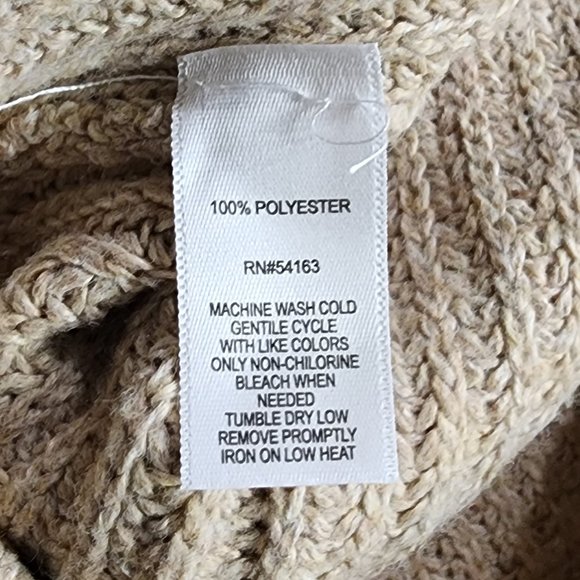 100% POLYESTER
RN#54163
MACHINE WASH COLD
GENTILE CYCLE
WITH LIKE COLORS
ONLY NON-CHILORINE
BLEACH WHEN
NEEDED
TUMBLE DRY LOW
REMOVE PROMPTLY
IRON ON LOW HEAT